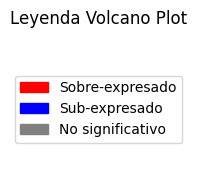 Leyenda Volcano Plot
Sobre-expresado
Sub-expresado
No significativo